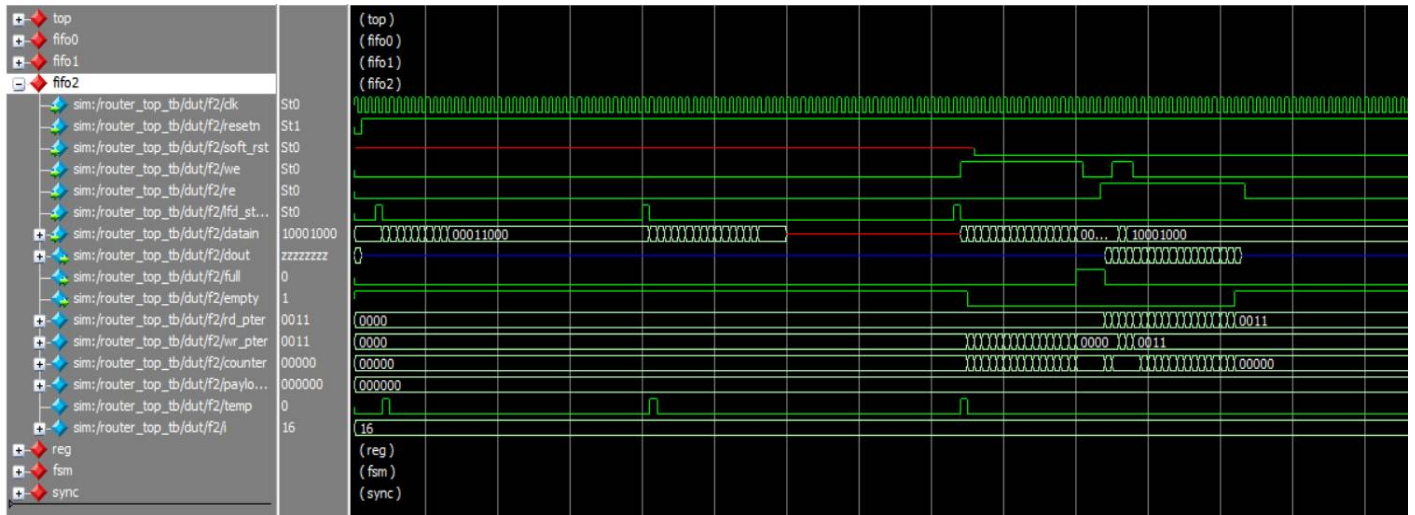 top (top)
fifo0 (fifo0)
fifo1 (fifo1)
fifo2 (fifo2)
sim:/router_top_tb/dut/f2/clk St0
sim:/router_top_tb/dut/f2/resetn St1
sim:/router_top_tb/dut/f2/soft_rst St0
sim:/router_top_tb/dut/f2/we St0
sim:/router_top_tb/dut/f2/re St0
sim:/router_top_tb/dut/f2/lfd_st... St0
sim:/router_top_tb/dut/f2/datain 10001000 00011000 00... 10001000
sim:/router_top_tb/dut/f2/dout zzzzzzzz
sim:/router_top_tb/dut/f2/full 0
sim:/router_top_tb/dut/f2/empty 1
sim:/router_top_tb/dut/f2/rd_pter 0011 0000 0011
sim:/router_top_tb/dut/f2/wr_pter 0011 0000 0000 0011
sim:/router_top_tb/dut/f2/counter 00000 00000 00000
sim:/router_top_tb/dut/f2/paylo... 000000 000000
sim:/router_top_tb/dut/f2/temp 0
sim:/router_top_tb/dut/f2/i 16 16
reg (reg)
fsm (fsm)
sync (sync)